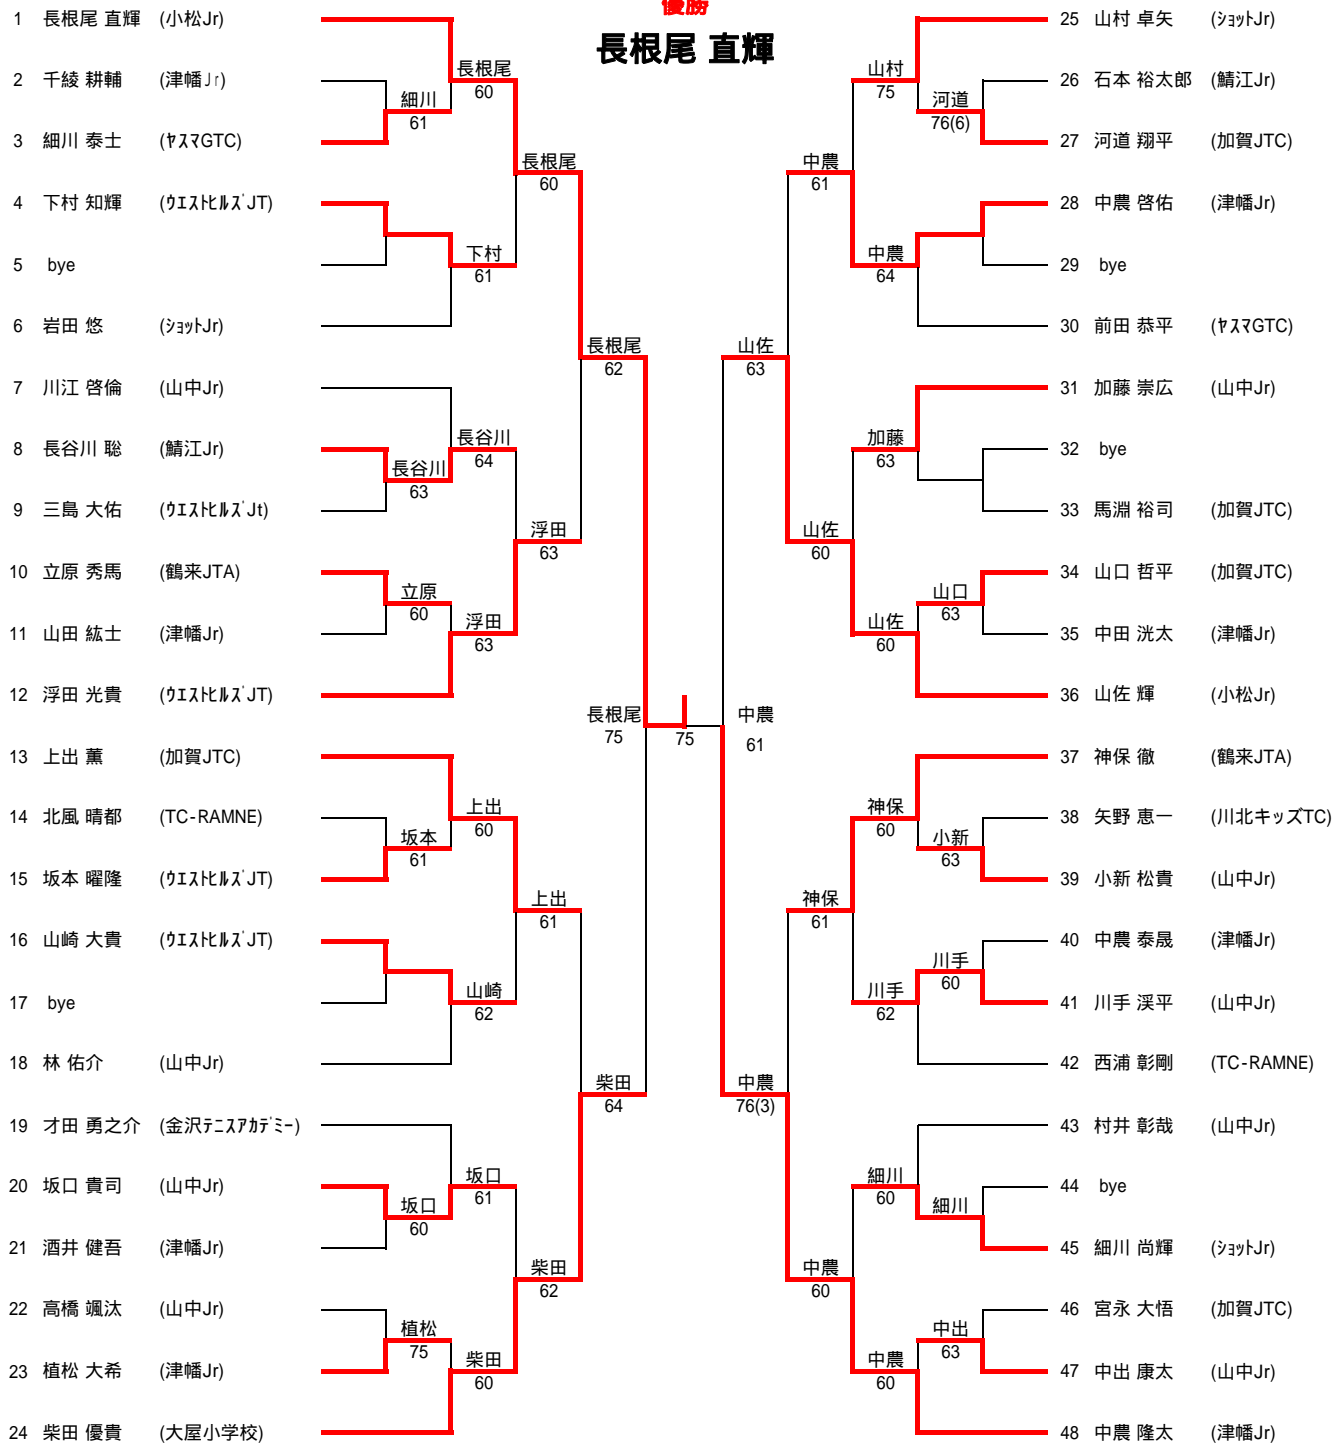 優勝
長根尾 直輝
1 長根尾 直輝 (小松Jr)
2 千綾 耕輔 (津幡Jr)
3 細川 泰士 (ヤスマGTC)
4 下村 知輝 (ウエストヒルズJT)
5 bye
6 岩田 悠 (ショットJr)
7 川江 啓倫 (山中Jr)
8 長谷川 聡 (鯖江Jr)
9 三島 大佑 (ウエストヒルズJt)
10 立原 秀馬 (鶴来JTA)
11 山田 紘士 (津幡Jr)
12 浮田 光貴 (ウエストヒルズJT)
13 上出 薫 (加賀JTC)
14 北風 晴都 (TC-RAMNE)
15 坂本 曜隆 (ウエストヒルズJT)
16 山崎 大貴 (ウエストヒルズJT)
17 bye
18 林 佑介 (山中Jr)
19 才田 勇之介 (金沢テニスアカデミー)
20 坂口 貴司 (山中Jr)
21 酒井 健吾 (津幡Jr)
22 高橋 颯汰 (山中Jr)
23 植松 大希 (津幡Jr)
24 柴田 優貴 (大屋小学校)
細川
61
長谷川
63
立原
60
坂本
61
坂口
60
植松
75
長根尾
60
下村
61
長谷川
64
浮田
63
上出
60
山崎
62
坂口
61
柴田
60
長根尾
60
浮田
63
上出
61
柴田
62
長根尾
62
柴田
64
長根尾
75
75
中農
61
山佐
63
中農
76(3)
中農
61
山佐
60
神保
61
中農
60
山村
75
中農
64
加藤
63
山佐
60
神保
60
川手
62
細川
60
中農
60
河道
76(6)
山口
63
小新
63
川手
60
細川
中出
63
25 山村 卓矢 (ショットJr)
26 石本 裕太郎 (鯖江Jr)
27 河道 翔平 (加賀JTC)
28 中農 啓佑 (津幡Jr)
29 bye
30 前田 恭平 (ヤスマGTC)
31 加藤 崇広 (山中Jr)
32 bye
33 馬淵 裕司 (加賀JTC)
34 山口 哲平 (加賀JTC)
35 中田 洸太 (津幡Jr)
36 山佐 輝 (小松Jr)
37 神保 徹 (鶴来JTA)
38 矢野 恵一 (川北キッズTC)
39 小新 松貴 (山中Jr)
40 中農 泰晟 (津幡Jr)
41 川手 渓平 (山中Jr)
42 西浦 彰剛 (TC-RAMNE)
43 村井 彰哉 (山中Jr)
44 bye
45 細川 尚輝 (ショットJr)
46 宮永 大悟 (加賀JTC)
47 中出 康太 (山中Jr)
48 中農 隆太 (津幡Jr)